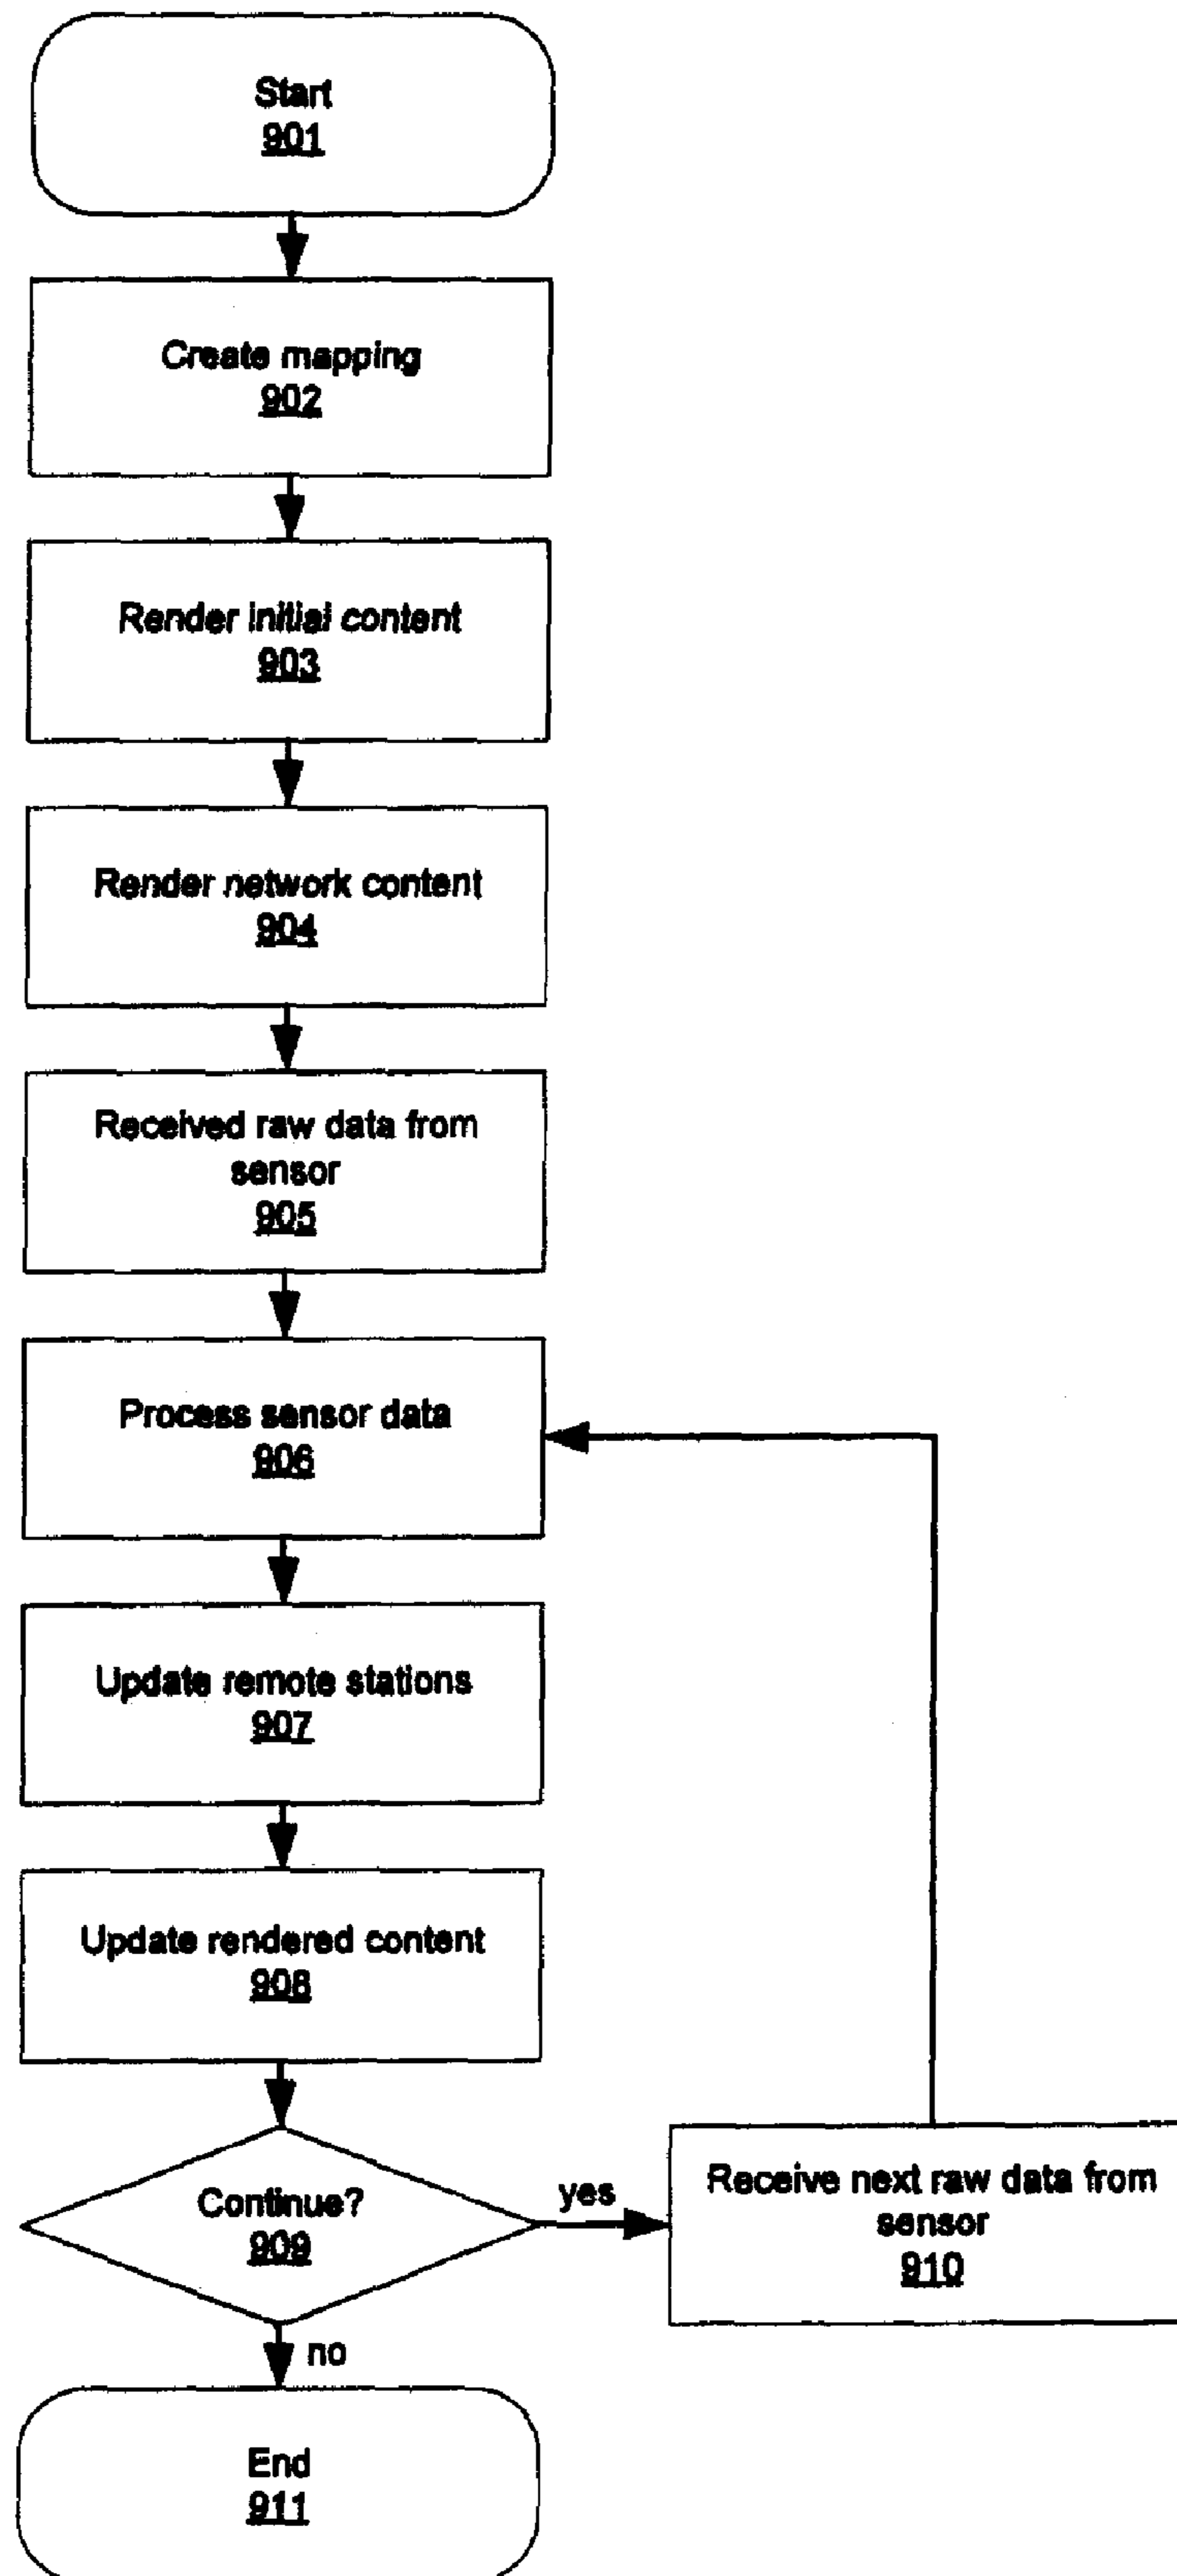 Start
901
Create mapping
902
Render initial content
903
Render network content
904
Received raw data from
sensor
905
Process sensor data
906
Update remote stations
907
Update rendered content
908
Continue?
909
yes
Receive next raw data from
sensor
910
no
End
911